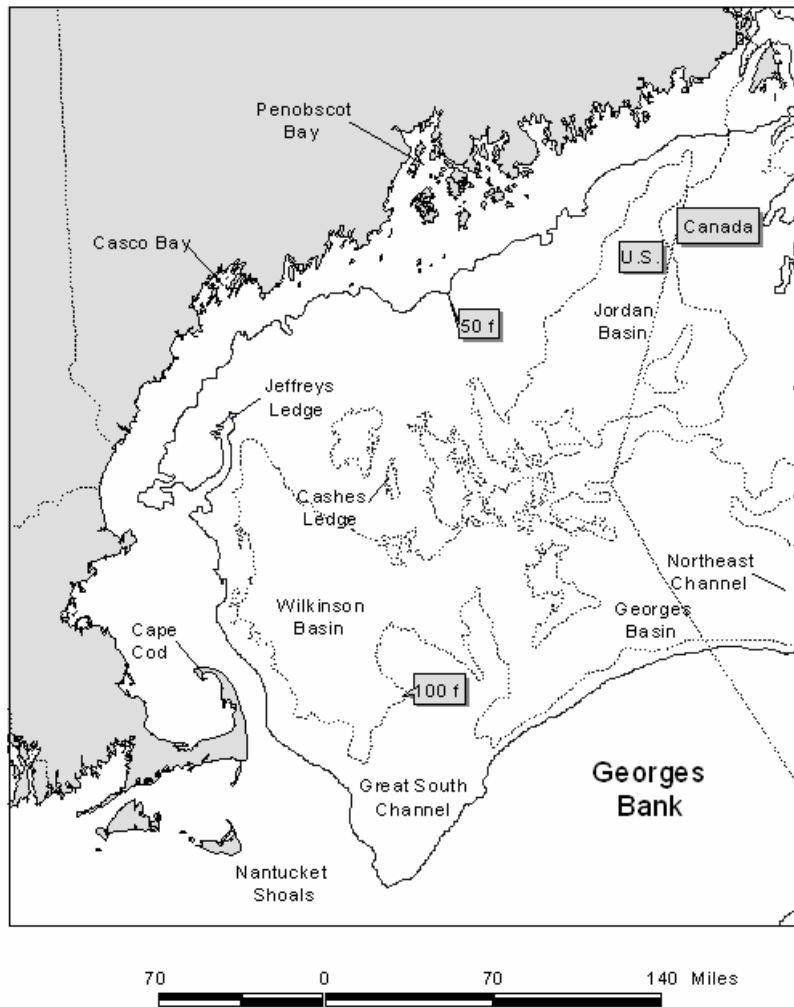 Penobscot
Bay
Canada
Casco Bay
U.S.
Jordan
Basin
50 f
Jeffreys
Ledge
Cashes
Ledge
Northeast
Channel
Wilkinson
Basin
Georges
Basin
Cape
Cod
100 f
Georges
Bank
Great South
Channel
Nantucket
Shoals
70 0 70 140 Miles